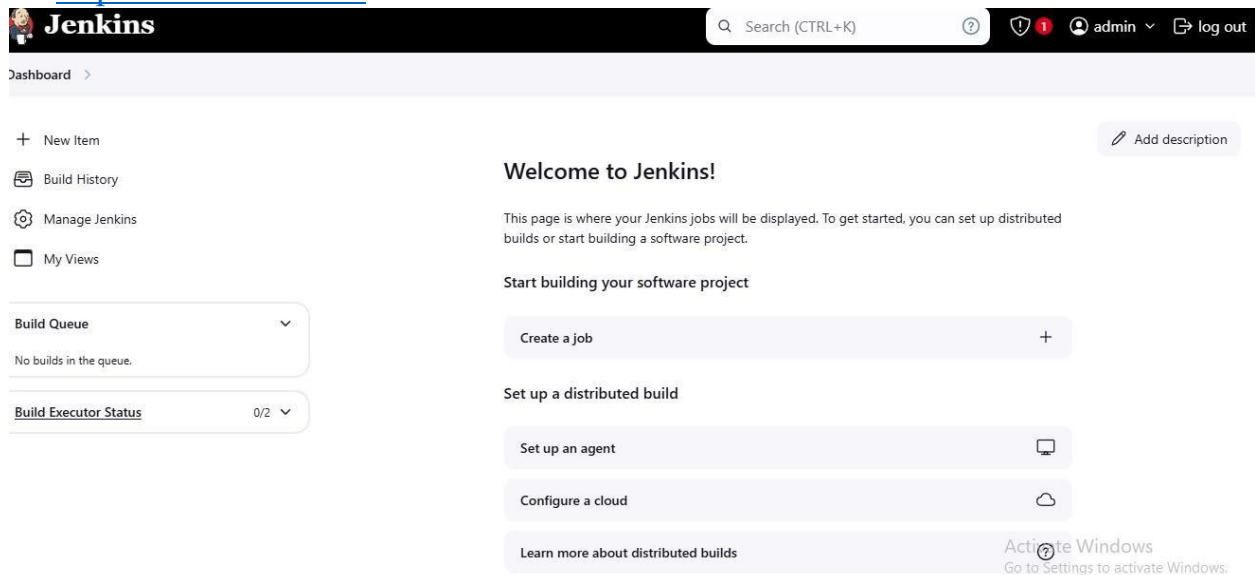 Jenkins
Search (CTRL+K)
1
admin
log out
Dashboard
New Item
Build History
Manage Jenkins
My Views
Build Queue
No builds in the queue.
Build Executor Status 0/2
Add description
Welcome to Jenkins!
This page is where your Jenkins jobs will be displayed. To get started, you can set up distributed
builds or start building a software project.
Start building your software project
Create a job
Set up a distributed build
Set up an agent
Configure a cloud
Learn more about distributed builds
Activate Windows
Go to Settings to activate Windows.